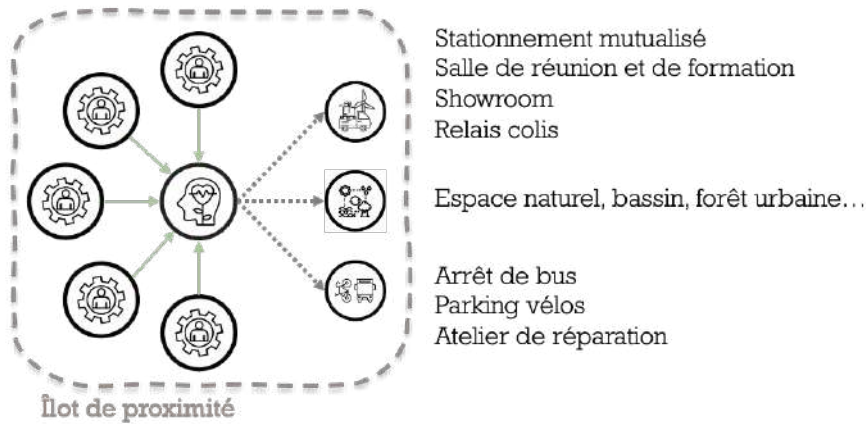 Stationnement mutualisé
Salle de réunion et de formation
Showroom
Relais colis
Espace naturel, bassin, forêt urbaine…
Arrêt de bus
Parking vélos
Atelier de réparation
Îlot de proximité